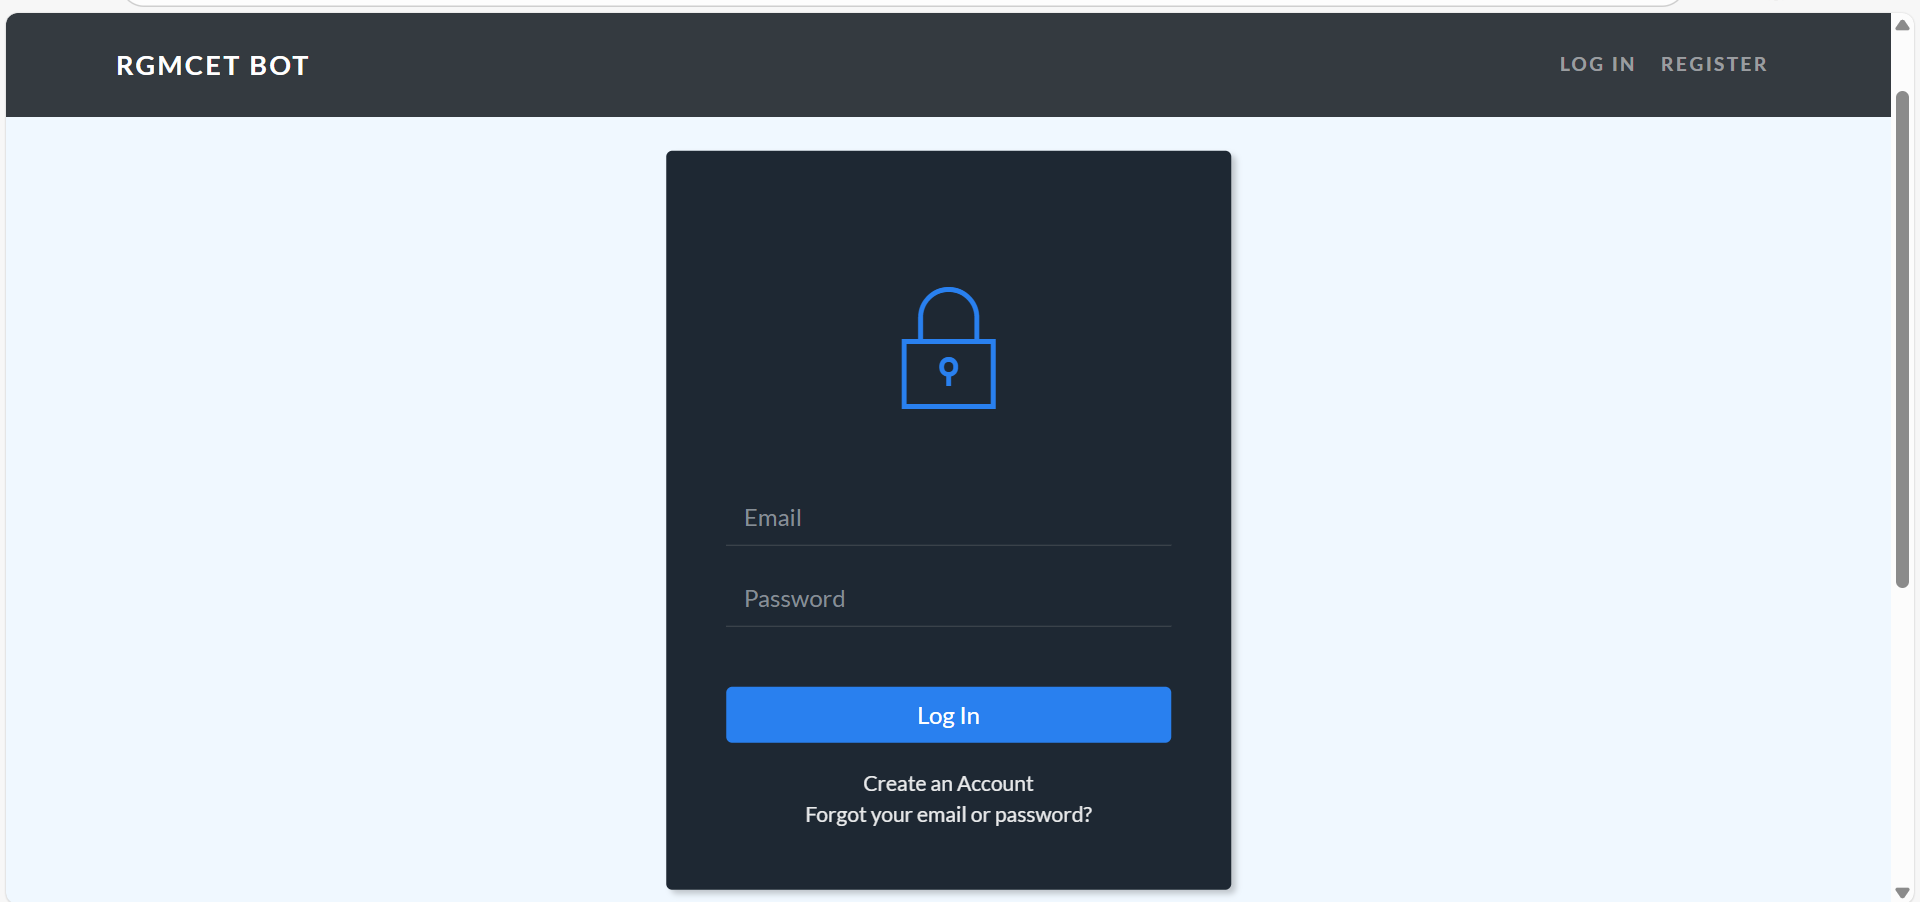 RGMCET BOT
LOG IN REGISTER
Email
Password
Log In
Create an Account
Forgot your email or password?